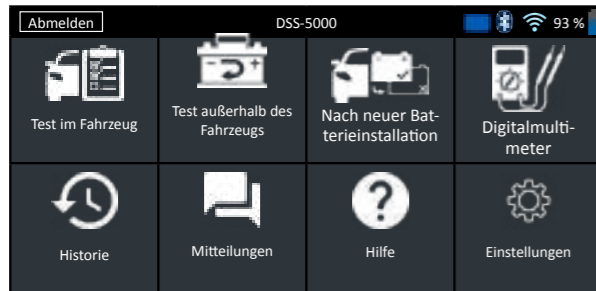 Abmelden DSS-5000 93 %
Test im Fahrzeug
Test außerhalb des
Fahrzeugs
Nach neuer Bat-
terieinstallation
Digitalmulti-
meter
Historie
Mitteilungen
Hilfe
Einstellungen